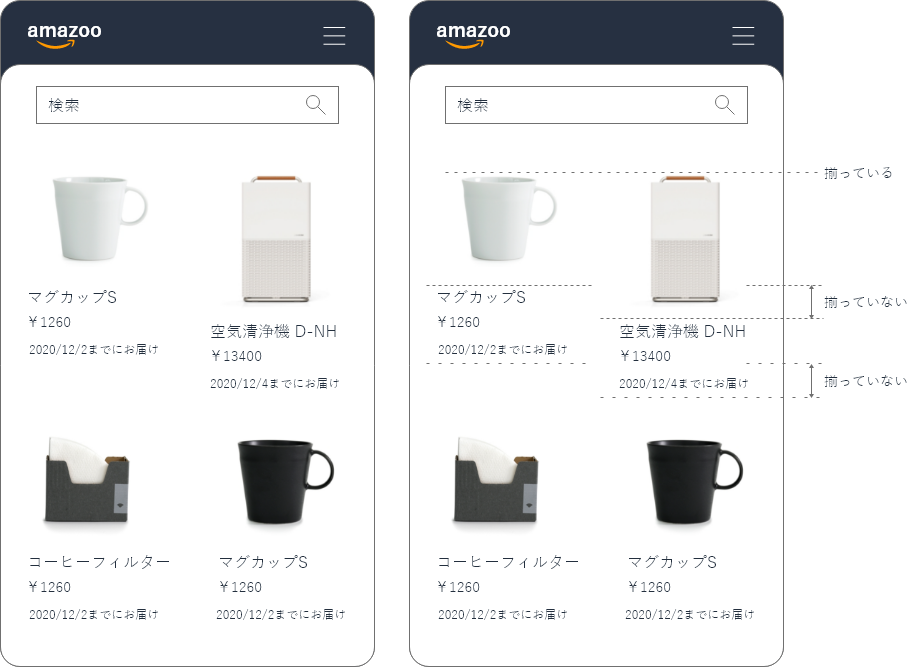 amazoo
検索
マグカップS
￥1260
2020/12/2までにお届け
空気清浄機 D-NH
￥13400
2020/12/4までにお届け
コーヒーフィルター
￥1260
2020/12/2までにお届け
マグカップS
￥1260
2020/12/2までにお届け
amazoo
検索
揃っている
マグカップS
￥1260
2020/12/2までにお届け
揃っていない
空気清浄機 D-NH
￥13400
2020/12/4までにお届け
揃っていない
コーヒーフィルター
￥1260
2020/12/2までにお届け
マグカップS
￥1260
2020/12/2までにお届け